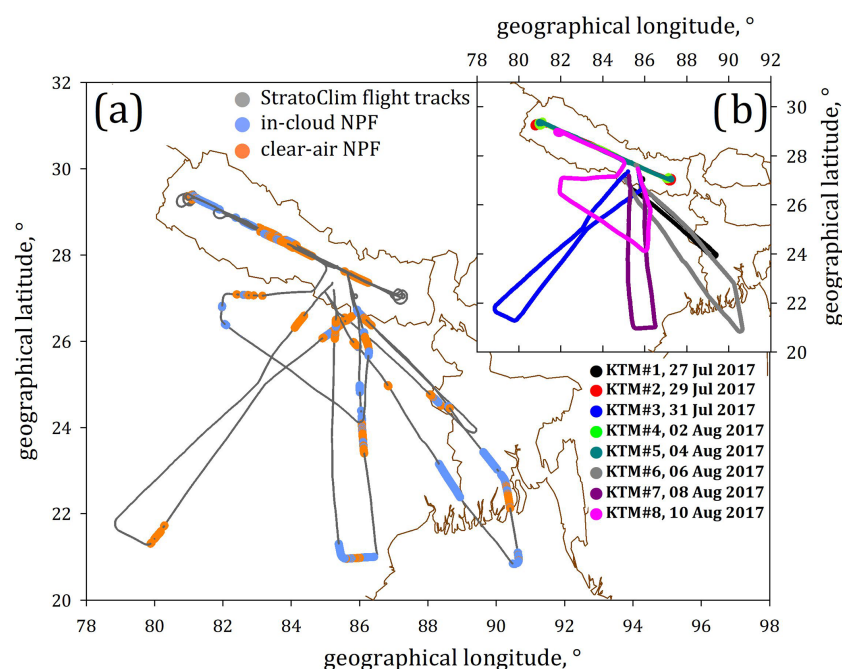 geographical longitude, °
78 80 82 84 86 88 90 92
(a)
StratoClim flight tracks
in-cloud NPF
clear-air NPF
(b)
geographical latitude, °
32
30
28
26
24
22
20
geographical latitude, °
30
28
26
24
22
20
KTM#1, 27 Jul 2017
KTM#2, 29 Jul 2017
KTM#3, 31 Jul 2017
KTM#4, 02 Aug 2017
KTM#5, 04 Aug 2017
KTM#6, 06 Aug 2017
KTM#7, 08 Aug 2017
KTM#8, 10 Aug 2017
78 80 82 84 86 88 90 92 94 96 98
geographical longitude, °